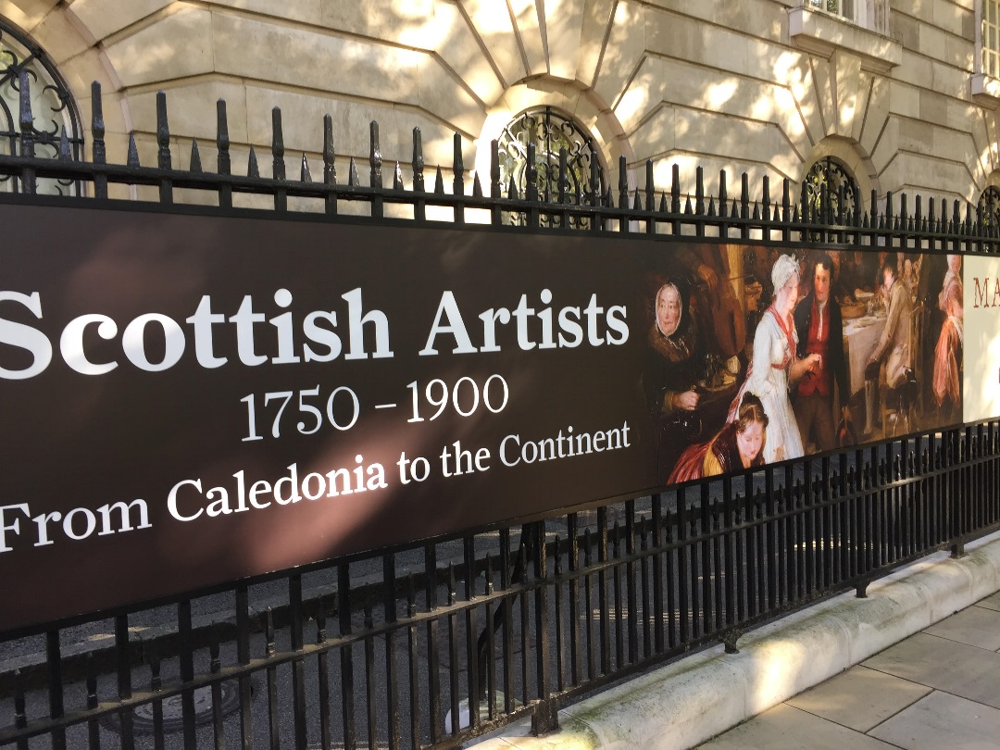 Scottish Artists
1750 – 1900
From Caledonia to the Continent